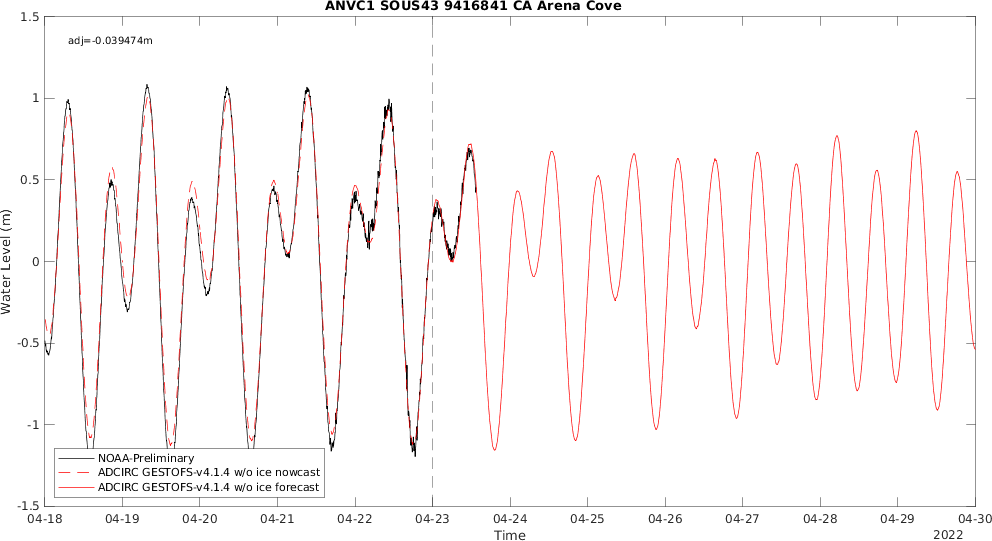 ANVC1 SOUS43 9416841 CA Arena Cove
adj=-0.039474m
1.5
1
0.5
0
-0.5
-1
-1.5
Water Level (m)
NOAA-Preliminary
ADCIRC GESTOFS-v4.1.4 w/o ice nowcast
ADCIRC GESTOFS-v4.1.4 w/o ice forecast
04-18 04-19 04-20 04-21 04-22 04-23 04-24 04-25 04-26 04-27 04-28 04-29 04-30
Time
2022